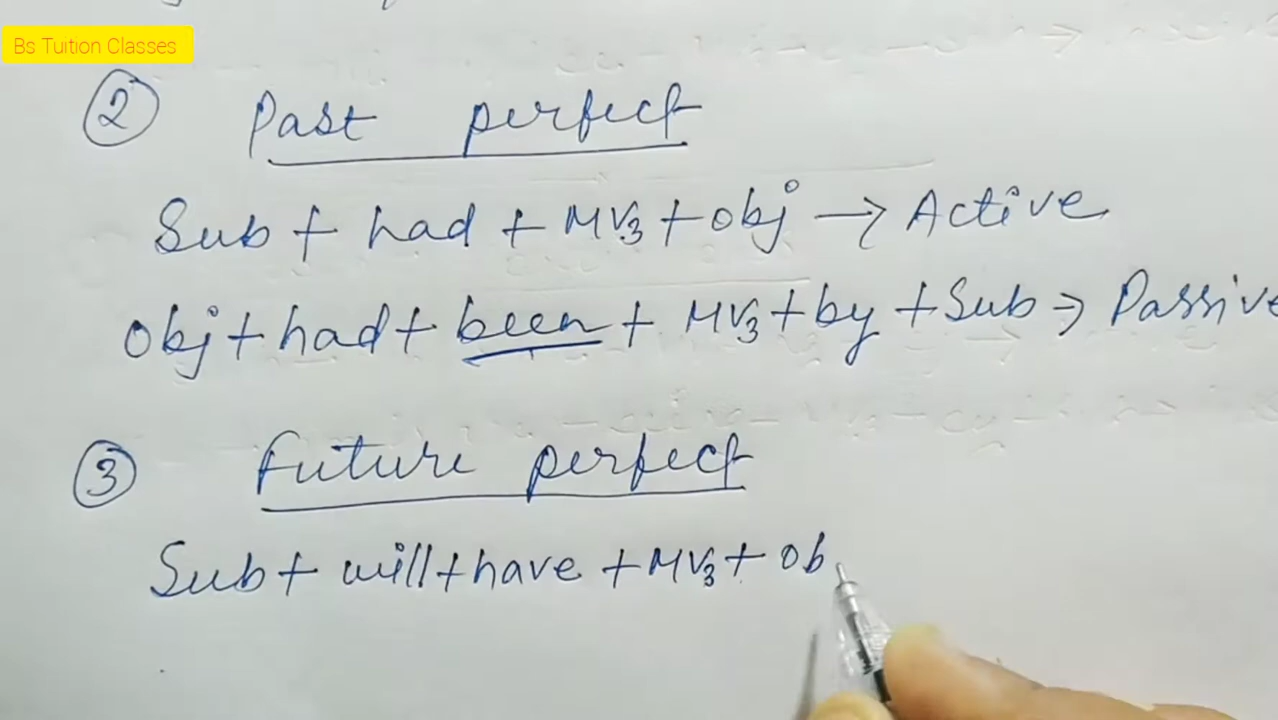 Bs Tuition Classes
② Past perfect
Sub + had + MV3 + obj → Active
Obj + had + been + MV3 + by + Sub → Passive
③ Future perfect
Sub + will + have + MV3 + Ob